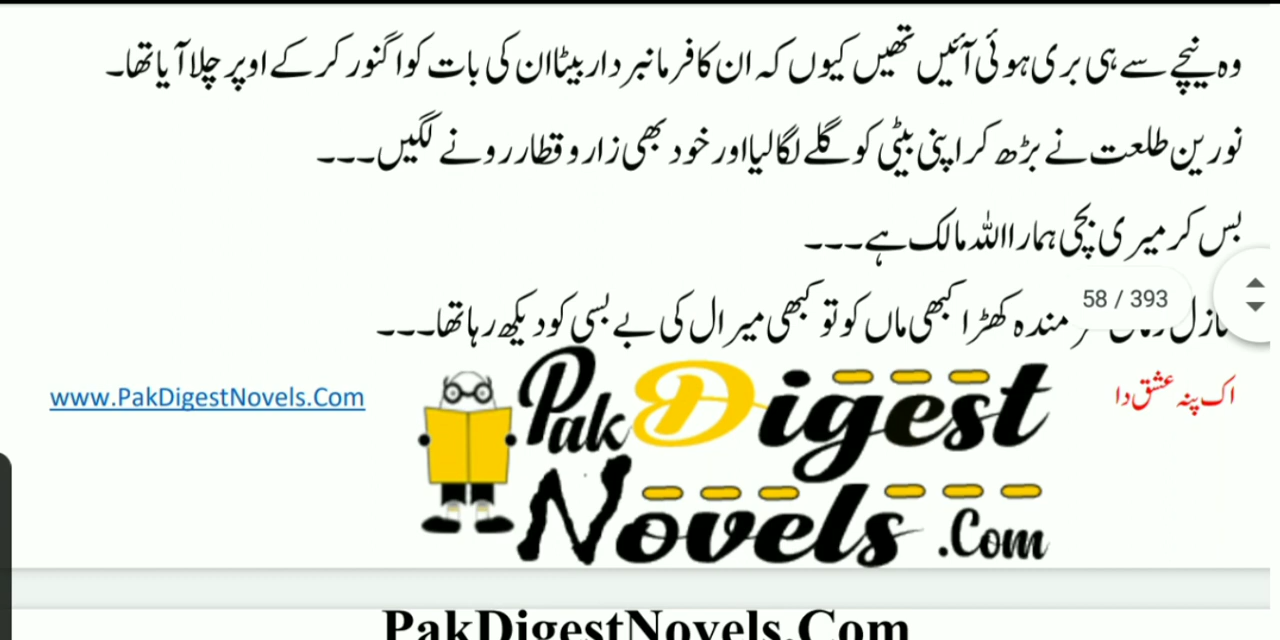 وہ نیچے سے ہی بری ہوئی آئیں تھیں کیوں کہ ان کا فرمانبردار بیٹا ان کی بات کو اگنور کر کے اوپر چلا آیا تھا۔
نورین طلعت نے بڑھ کر اپنی بیٹی کو گلے لگا لیا اور خود بھی زار و قطار رونے لگیں۔۔۔
بس کر میری بچی ہمارا اللہ مالک ہے۔۔۔
58 / 393
کھڑا کبھی ماں کو تو کبھی میرال کی بے بسی کو دیکھ رہا تھا۔۔۔
اک پنہ عشق دا
www.PakDigestNovels.Com
Pak Digest
Novels.Com
PakDigestNovels.Com